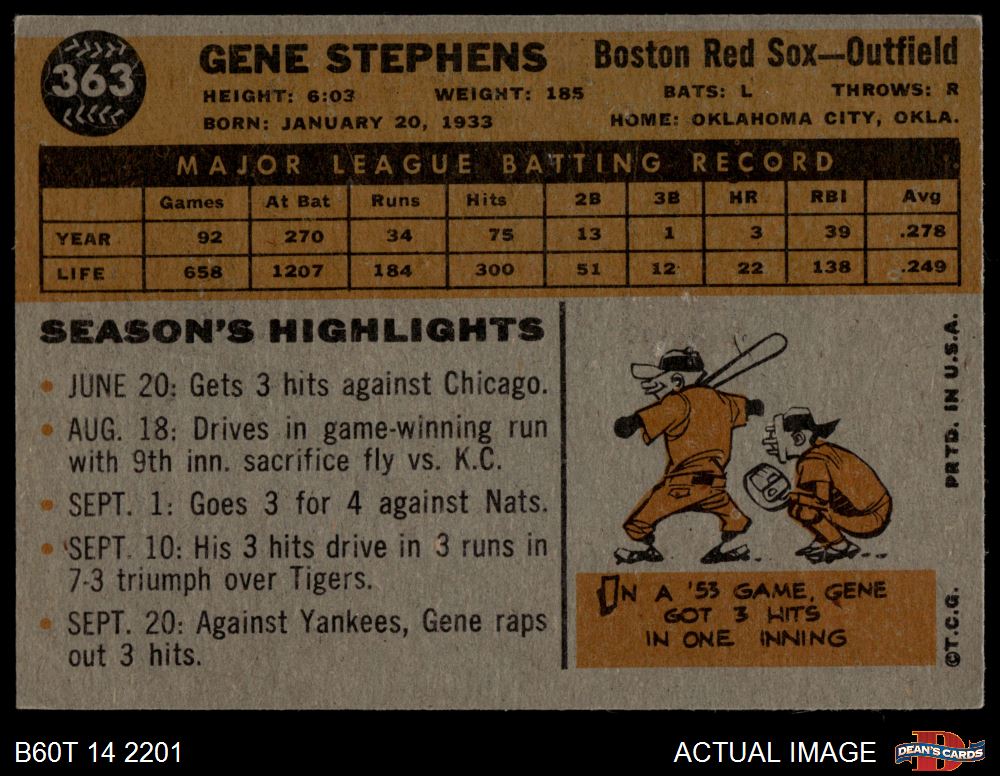 363
GENE STEPHENS
Boston Red Sox—Outfield
HEIGHT: 6:03 WEIGHT: 185 BATS: L THROWS: R
BORN: JANUARY 20, 1933 HOME: OKLAHOMA CITY, OKLA.
MAJOR LEAGUE BATTING RECORD
Games At Bat Runs Hits 2B 3B HR RBI Avg
YEAR 92 270 34 75 13 1 3 39 .278
LIFE 658 1207 184 300 51 12 22 138 .249
SEASON'S HIGHLIGHTS
• JUNE 20: Gets 3 hits against Chicago.
• AUG. 18: Drives in game-winning run
with 9th inn. sacrifice fly vs. K.C.
• SEPT. 1: Goes 3 for 4 against Nats.
• SEPT. 10: His 3 hits drive in 3 runs in
7-3 triumph over Tigers.
• SEPT. 20: Against Yankees, Gene raps
out 3 hits.
IN A '53 GAME, GENE
GOT 3 HITS
IN ONE INNING
PRTD. IN U.S.A.
©T.C.G.
B60T 14 2201
ACTUAL IMAGE
D
DEAN'S CARDS